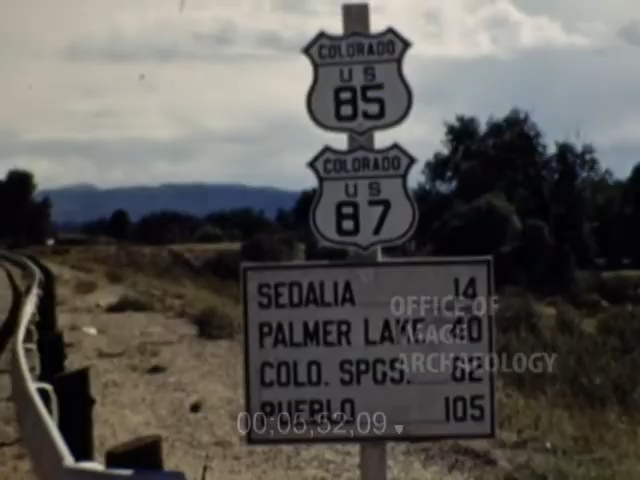 COLORADO
U S
85
COLORADO
U S
87
SEDALIA 14
PALMER LAKE 40
COLO. SPGS. 62
PUEBLO 105
OFFICE OF
IMAGE
ARCHAEOLOGY
00;05;52;09